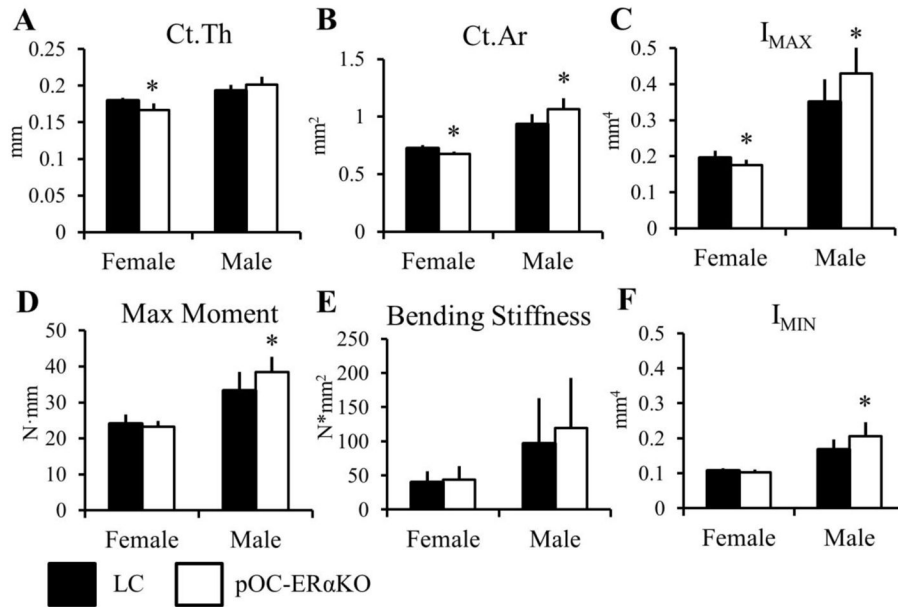 A Ct.Th
0.25
0.2
0.15
0.1
0.05
0
mm
*
Female Male
B Ct.Ar
1.5
1
0.5
0
mm²
* *
Female Male
C I_MAX
0.5
0.4
0.3
0.2
0.1
0
mm⁴
* *
Female Male
D Max Moment
50
40
30
20
10
0
N·mm
*
Female Male
E Bending Stiffness
250
200
150
100
50
0
N*mm²
Female Male
F I_MIN
0.5
0.4
0.3
0.2
0.1
0
mm⁴
*
Female Male
LC pOC-ERαKO